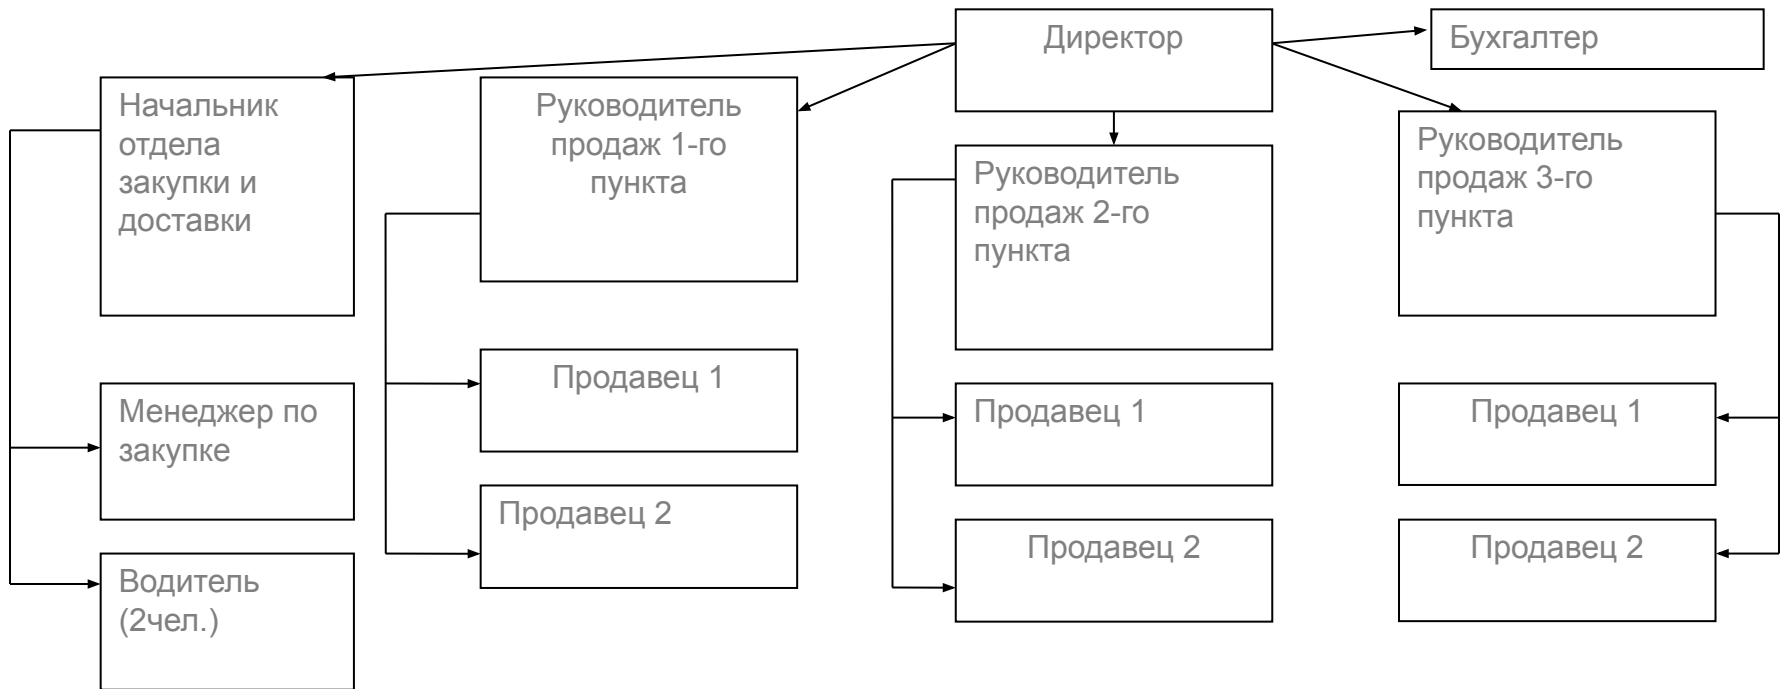 Директор
Бухгалтер
Начальник
отдела
закупки и
доставки
Руководитель
продаж 1-го
пункта
Руководитель
продаж 2-го
пункта
Руководитель
продаж 3-го
пункта
Менеджер по
закупке
Водитель
(2чел.)
Продавец 1
Продавец 2
Продавец 1
Продавец 2
Продавец 1
Продавец 2